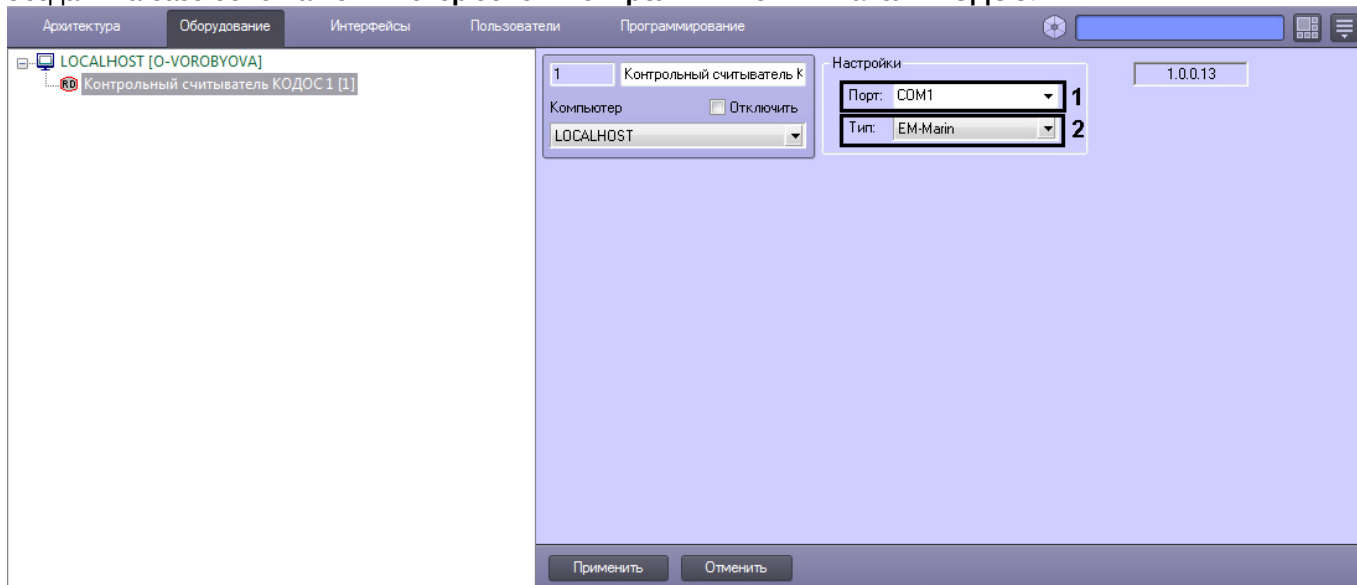 Архитектура Оборудование Интерфейсы Пользователи Программирование
LOCALHOST [O-VOROBYOVA]
RD Контрольный считыватель КОДОС 1 [1]
1 Контрольный считыватель К
Компьютер Отключить
LOCALHOST
Настройки
Порт: COM1 1
Тип: EM-Marin 2
1.0.0.13
Применить Отменить